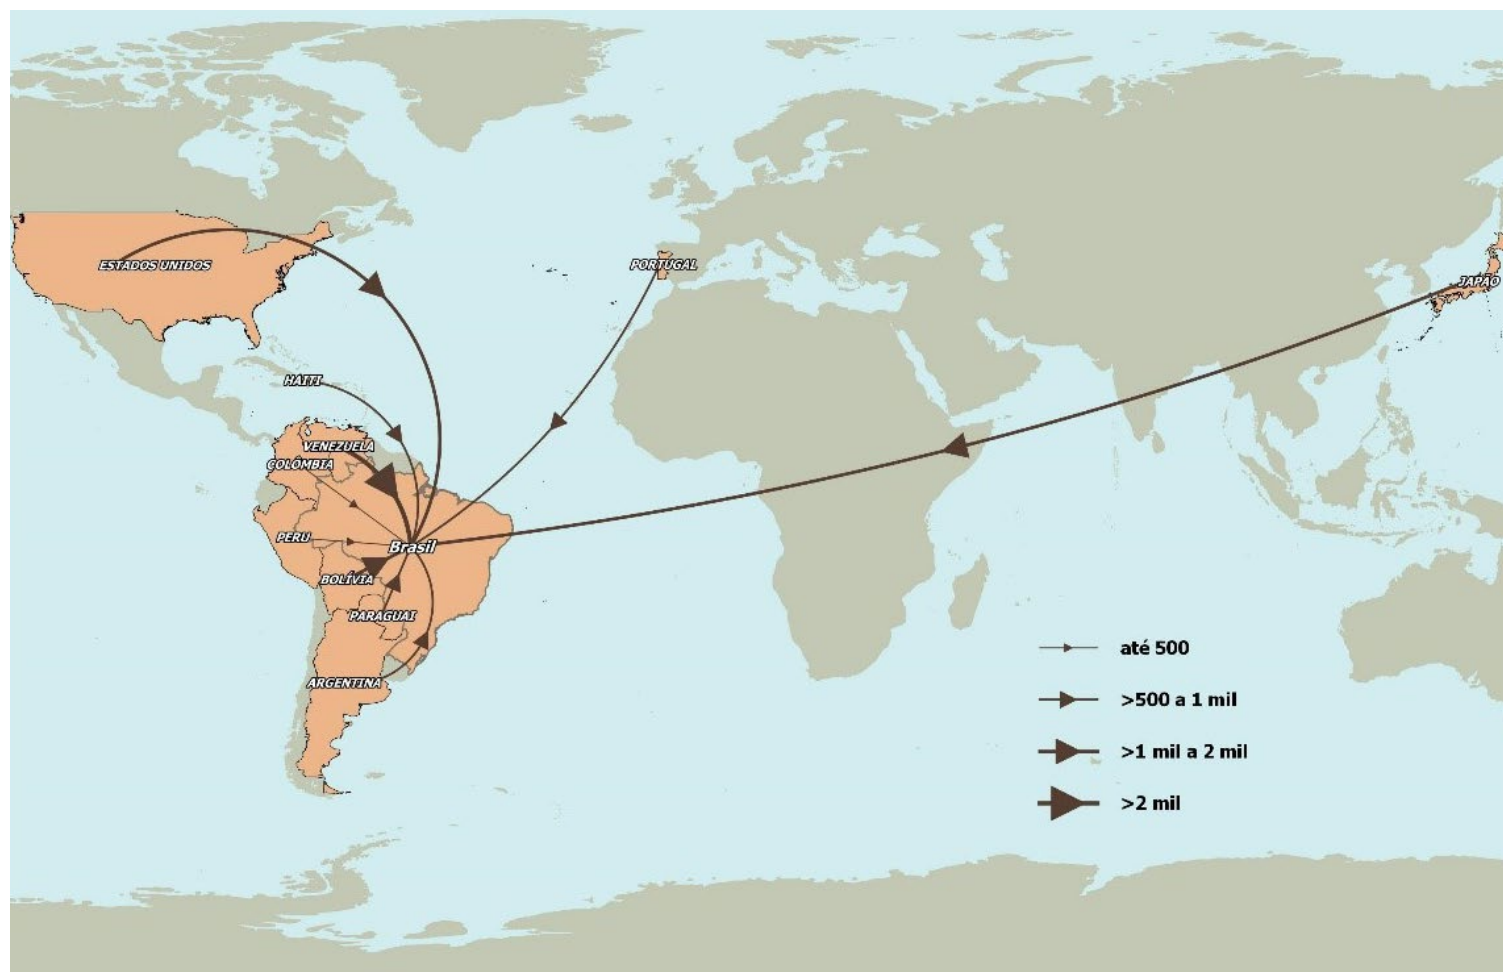 ESTADOS UNIDOS
PORTUGAL
JAPÃO
HAITI
VENEZUELA
COLÔMBIA
PERU
Brasil
BOLÍVIA
PARAGUAI
ARGENTINA
até 500
>500 a 1 mil
>1 mil a 2 mil
>2 mil